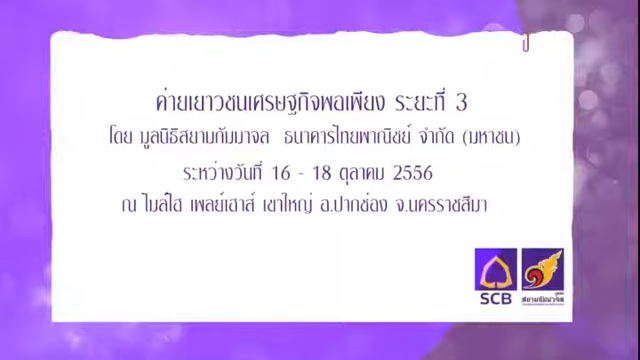 ป
ค่ายเยาวชนเศรษฐกิจพอเพียง ระยะที่ 3
โดย มูลนิธิสยามกัมมาจล ธนาคารไทยพาณิชย์ จำกัด (มหาชน)
ระหว่างวันที่ 16 - 18 ตุลาคม 2556
ณ ไมล์ไฮ เพลย์เฮาส์ เขาใหญ่ อ.ปากช่อง จ.นครราชสีมา
มูลนิธิ
SCB สยามกัมมาจล